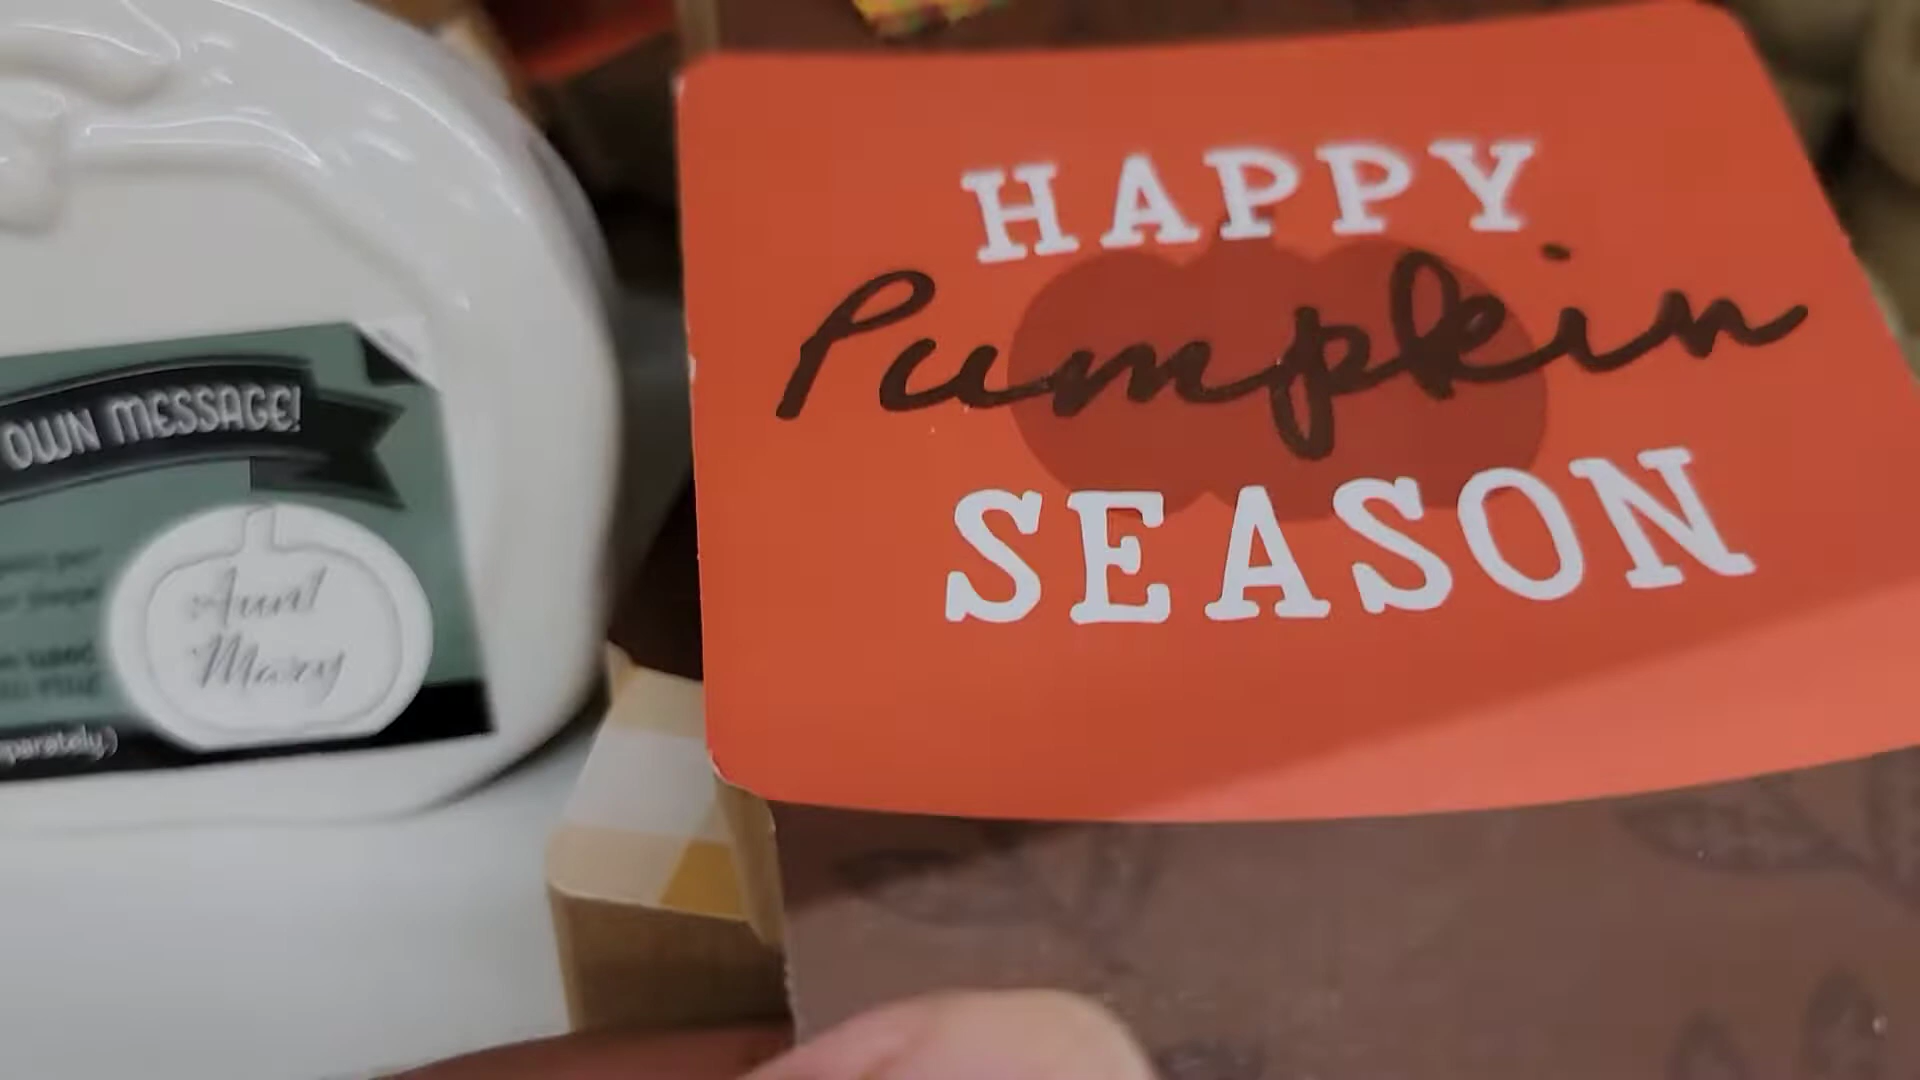 OWN MESSAGE!
Aunt
Mary
parately.)
HAPPY
Pumpkin
SEASON